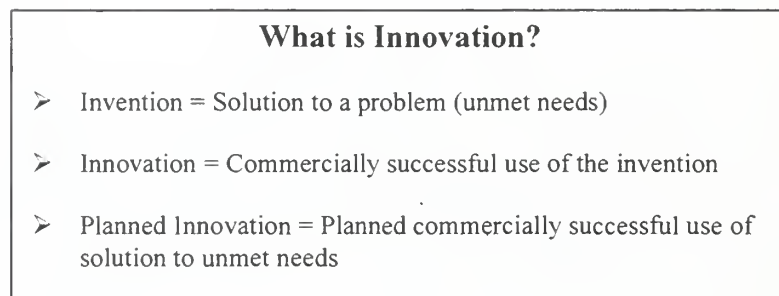 What is Innovation?
➢ Invention = Solution to a problem (unmet needs)
➢ Innovation = Commercially successful use of the invention
➢ Planned Innovation = Planned commercially successful use of
solution to unmet needs